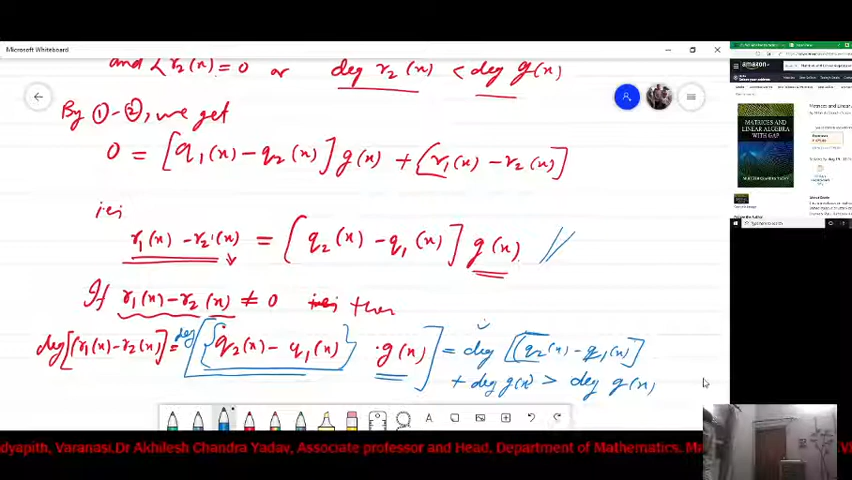 Microsoft Whiteboard
and r₂(x) = 0 or deg r₂(x) < deg g(x)
By ①-②, we get
0 = [q₁(x) - q₂(x)] g(x) + [r₁(x) - r₂(x)]
i.e.
r₁(x) - r₂(x) = [q₂(x) - q₁(x)] g(x)
If r₁(x) - r₂(x) ≠ 0 then
deg[r₁(x) - r₂(x)] = deg[{q₂(x) - q₁(x)} · g(x)] = deg[q₂(x) - q₁(x)]
+ deg g(x) > deg g(x)
amazon
MATRICES AND
LINEAR ALGEBRA
WITH GAP
dyapith, Varanasi,Dr Akhilesh Chandra Yadav, Associate professor and Head, Department of Mathematics. M